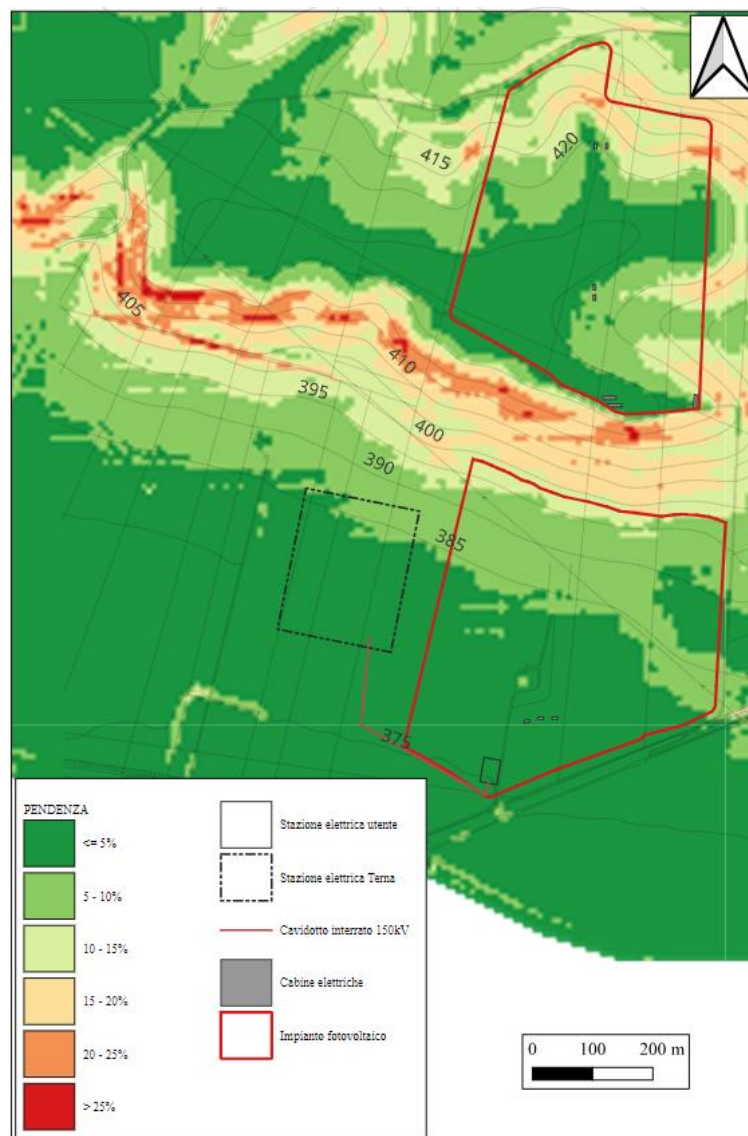 415
420
405
410
395
400
390
385
375
PENDENZA
<= 5%
5 - 10%
10 - 15%
15 - 20%
20 - 25%
> 25%
Stazione elettrica utente
Stazione elettrica Terna
Cavidotto interrato 150kV
Cabine elettriche
Impianto fotovoltaico
0 100 200 m